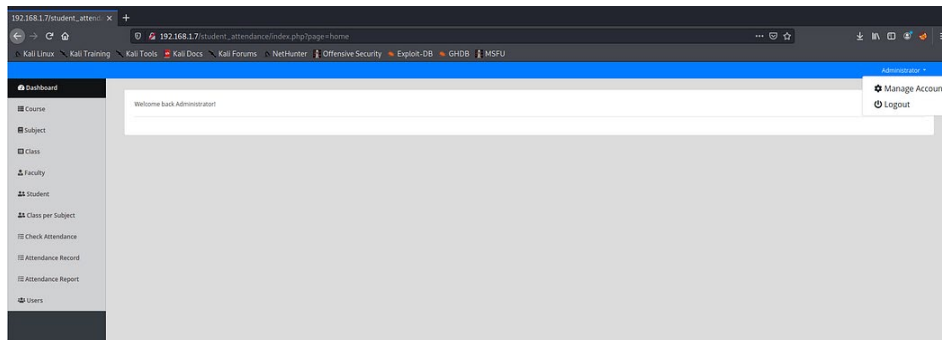 192.168.1.7/student_attend
192.168.1.7/student_attendance/index.php?page=home
Kali Linux Kali Training Kali Tools Kali Docs Kali Forums NetHunter Offensive Security Exploit-DB GHDB MSFU
Administrator
Dashboard
Manage Accoun
Welcome back Administrator!
Logout
Course
Subject
Class
Faculty
Student
Class per Subject
Check Attendance
Attendance Record
Attendance Report
Users